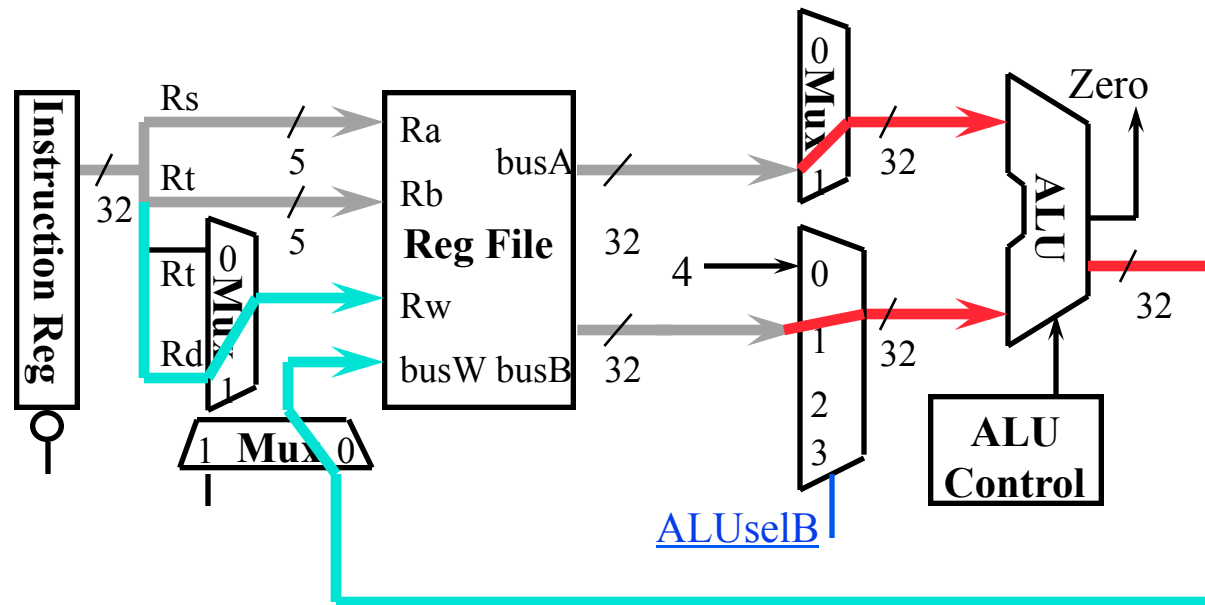 Instruction Reg
32
Rs
5
Rt
5
Rt
Rd
0
Mux
1
1 Mux 0
Ra
Rb
Reg File
Rw
busW busB
busA
32
32
0
Mux
1
32
4
0
1
2
3
32
ALUselB
ALU
Zero
32
ALU
Control